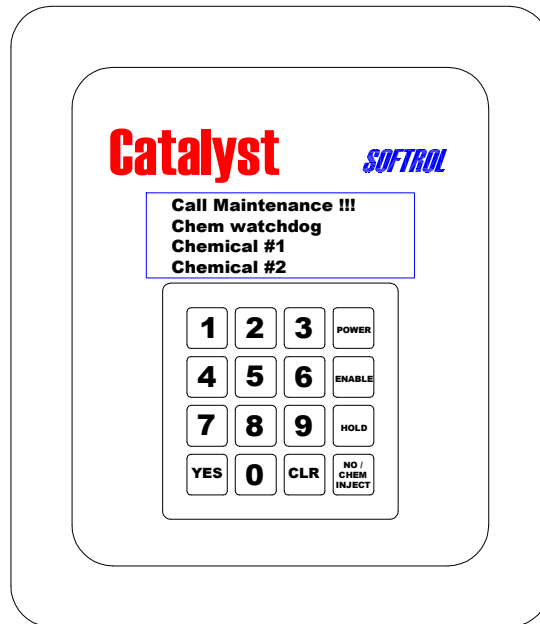 Catalyst SOFTROL
Call Maintenance !!!
Chem watchdog
Chemical #1
Chemical #2
1 2 3 POWER
4 5 6 ENABLE
7 8 9 HOLD
YES 0 CLR NO /
CHEM
INJECT